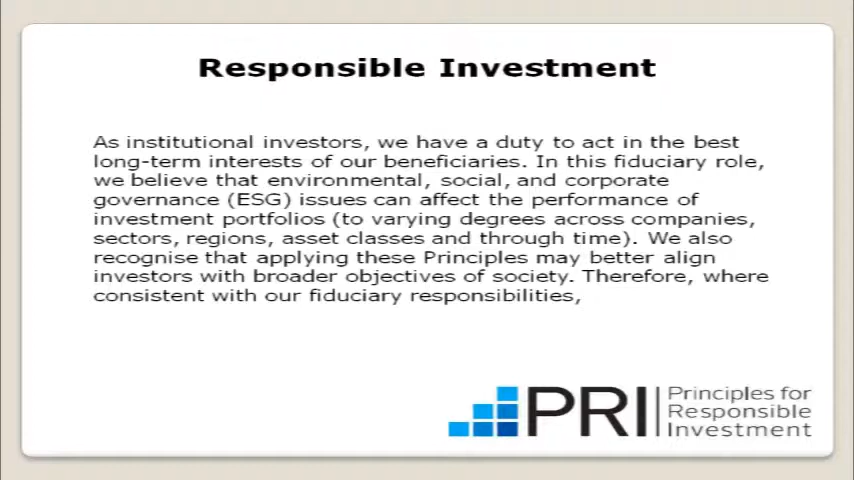 Responsible Investment
As institutional investors, we have a duty to act in the best
long-term interests of our beneficiaries. In this fiduciary role,
we believe that environmental, social, and corporate
governance (ESG) issues can affect the performance of
investment portfolios (to varying degrees across companies,
sectors, regions, asset classes and through time). We also
recognise that applying these Principles may better align
investors with broader objectives of society. Therefore, where
consistent with our fiduciary responsibilities,
PRI
Principles for
Responsible
Investment